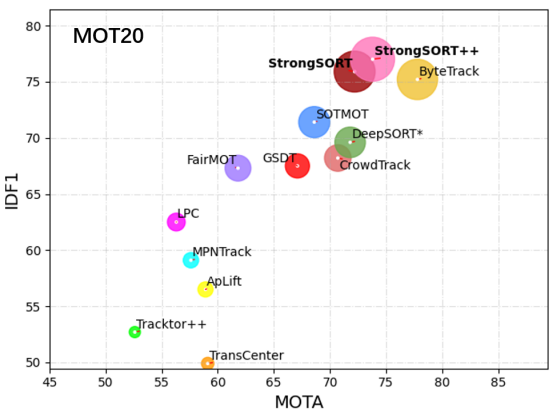 MOT20
80
75
70
65
60
55
50
IDF1
StrongSORT++
StrongSORT
ByteTrack
SOTMOT
DeepSORT*
GSDT
CrowdTrack
FairMOT
LPC
MPNTrack
ApLift
Tracktor++
TransCenter
45 50 55 60 65 70 75 80 85
MOTA